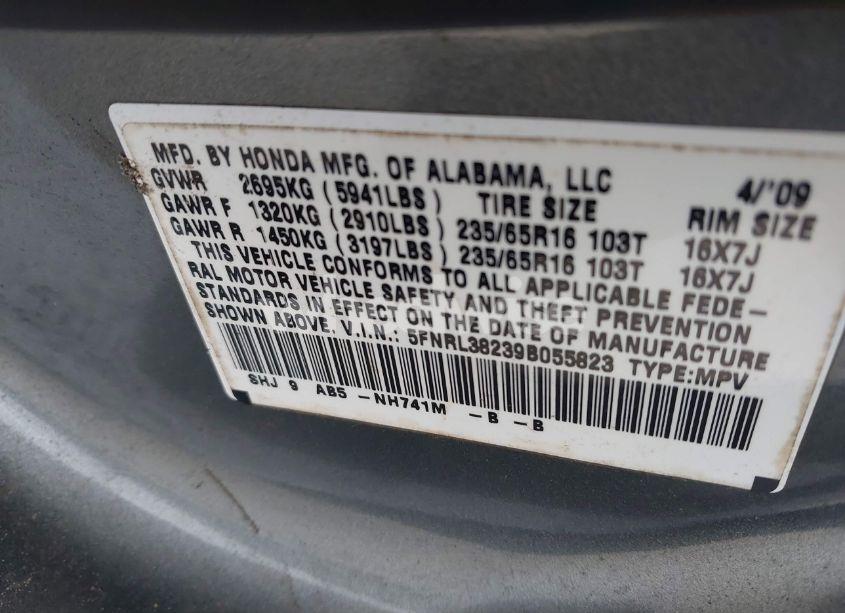 MFD. BY HONDA MFG. OF ALABAMA, LLC 4/'09
GVWR 2695KG (5941LBS) TIRE SIZE RIM SIZE
GAWR F 1320KG (2910LBS) 235/65R16 103T 16X7J
GAWR R 1450KG (3197LBS) 235/65R16 103T 16X7J
THIS VEHICLE CONFORMS TO ALL APPLICABLE FEDE-
RAL MOTOR VEHICLE SAFETY AND THEFT PREVENTION
STANDARDS IN EFFECT ON THE DATE OF MANUFACTURE
SHOWN ABOVE. V.I.N.: 5FNRL38239B055823 TYPE:MPV
SHJ 9 AB5 -NH741M -B -B